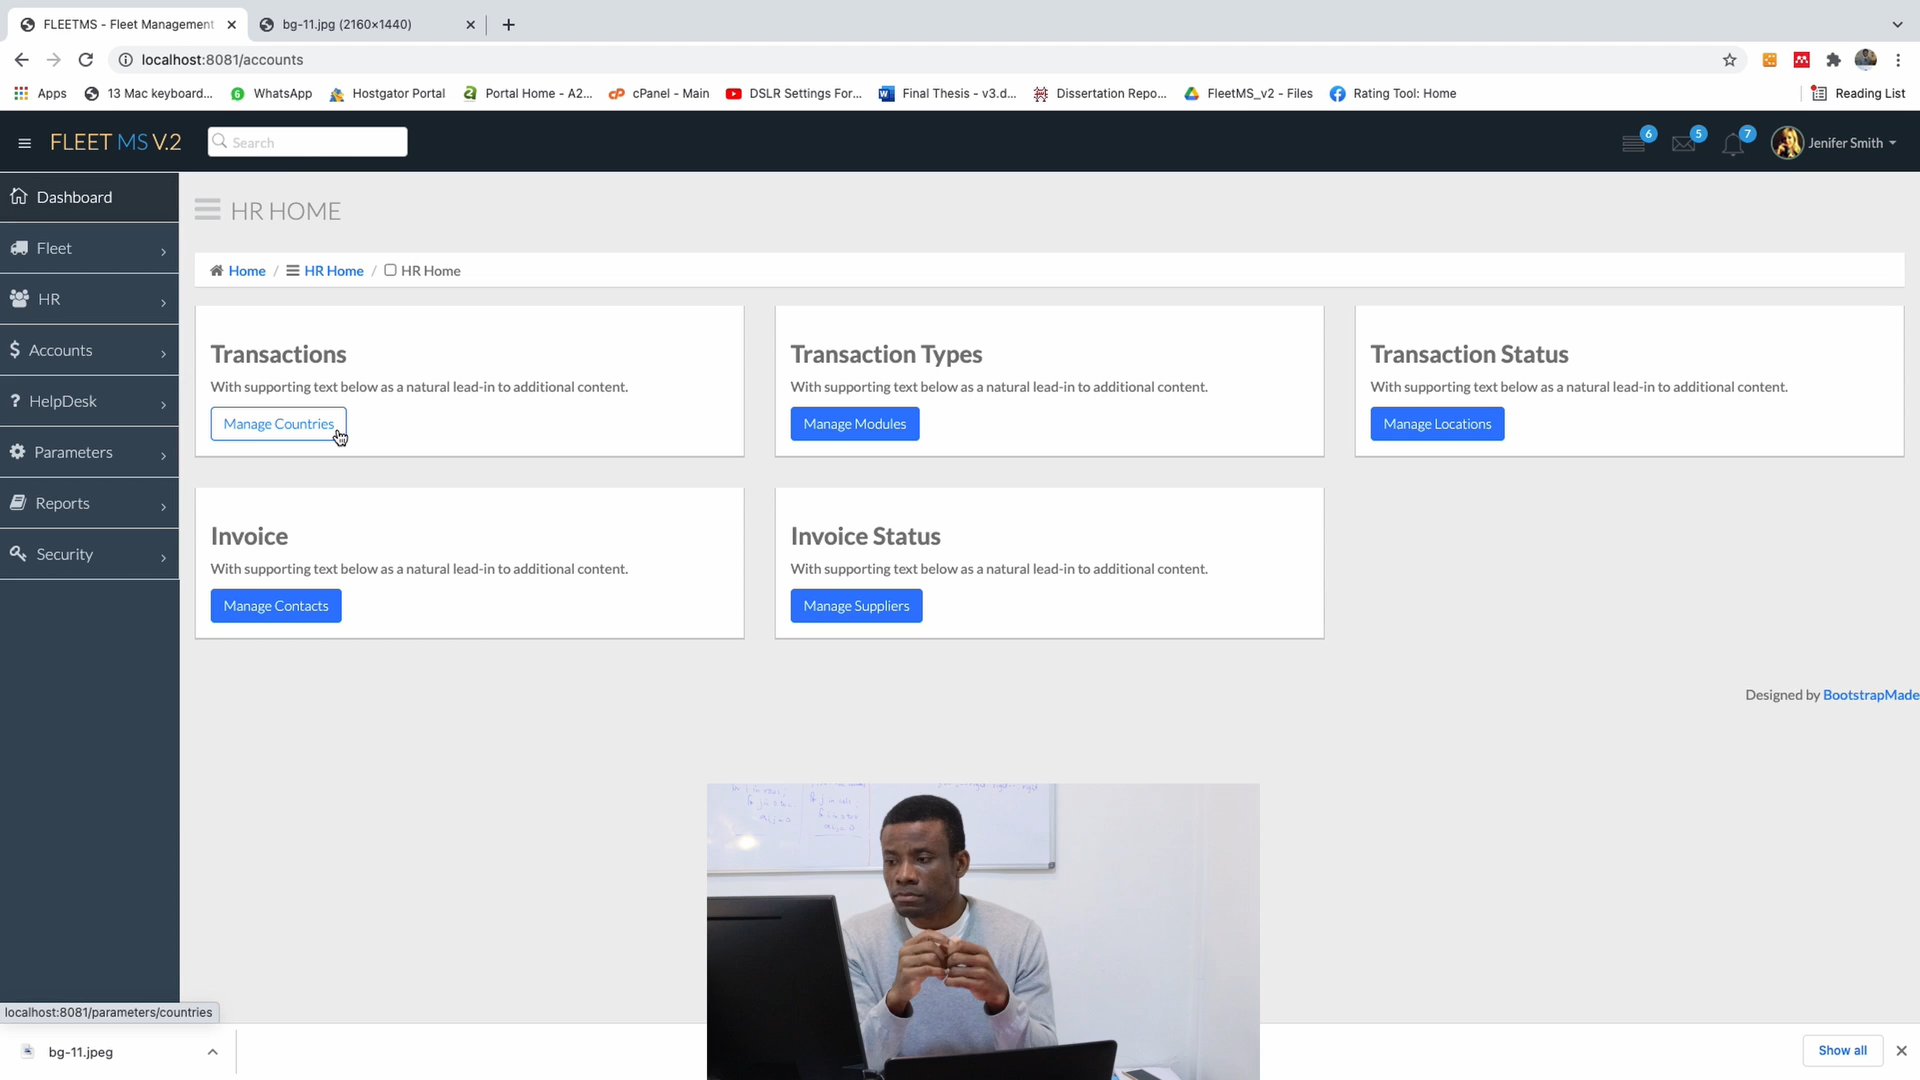 FLEETMS - Fleet Management
bg-11.jpg (2160×1440)
localhost:8081/accounts
Apps
13 Mac keyboard...
WhatsApp
Hostgator Portal
Portal Home - A2...
cPanel - Main
DSLR Settings For...
Final Thesis - v3.d...
Dissertation Repo...
FleetMS_v2 - Files
Rating Tool: Home
Reading List
FLEET MS V.2
Search
6
5
7
Jenifer Smith
Dashboard
Fleet
HR
Accounts
HelpDesk
Parameters
Reports
Security
HR HOME
Home / HR Home / HR Home
Transactions
With supporting text below as a natural lead-in to additional content.
Manage Countries
Transaction Types
With supporting text below as a natural lead-in to additional content.
Manage Modules
Transaction Status
With supporting text below as a natural lead-in to additional content.
Manage Locations
Invoice
With supporting text below as a natural lead-in to additional content.
Manage Contacts
Invoice Status
With supporting text below as a natural lead-in to additional content.
Manage Suppliers
Designed by BootstrapMade
localhost:8081/parameters/countries
bg-11.jpeg
Show all